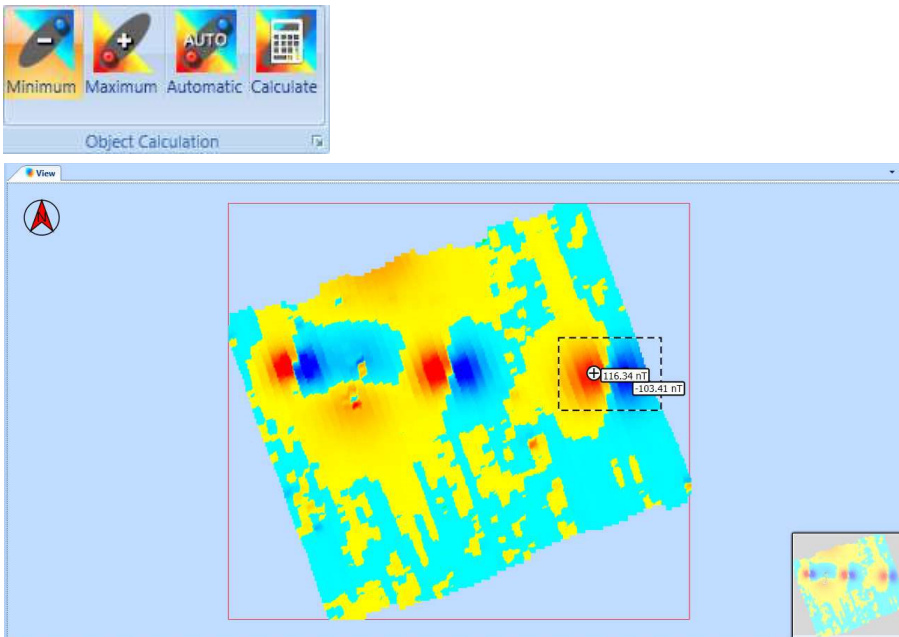 AUTO
Minimum Maximum Automatic Calculate
Object Calculation
View
N
116.34 nT
-103.41 nT